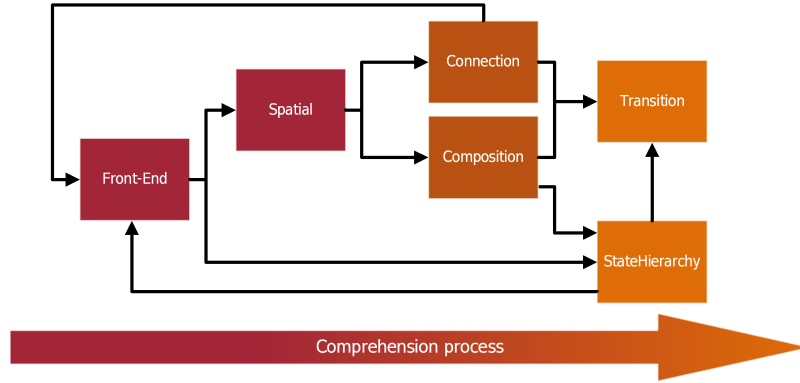 Connection
Transition
Spatial
Composition
Front-End
StateHierarchy
Comprehension process